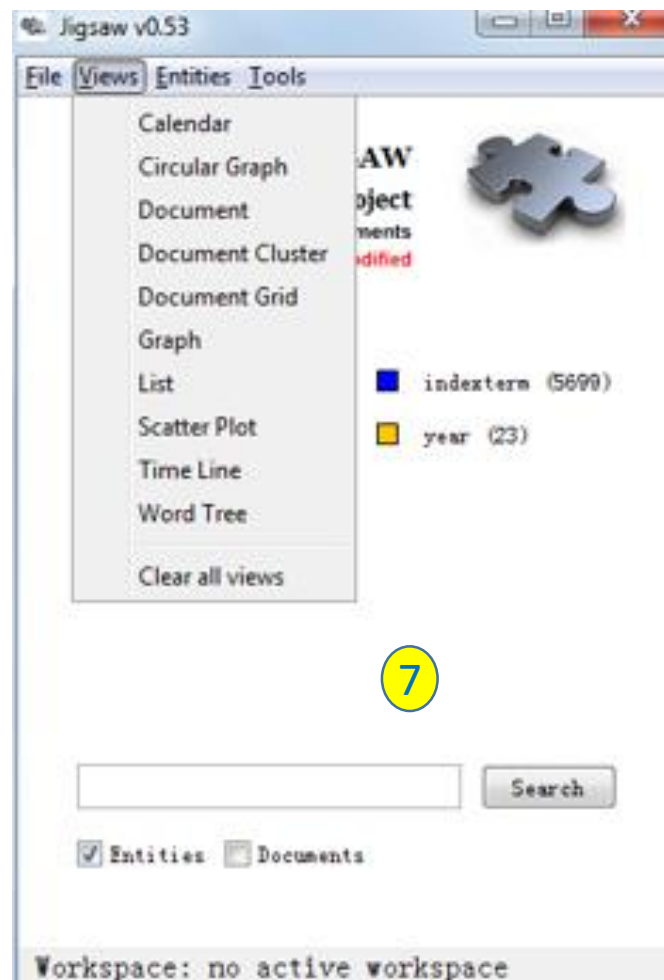 Jigsaw v0.53
File Views Entities Tools
Calendar
Circular Graph
Document
Document Cluster
Document Grid
Graph
List
Scatter Plot
Time Line
Word Tree
Clear all views
AW
oject
ments
odified
indexterm (5699)
year (23)
7
Search
Entities Documents
Workspace: no active workspace